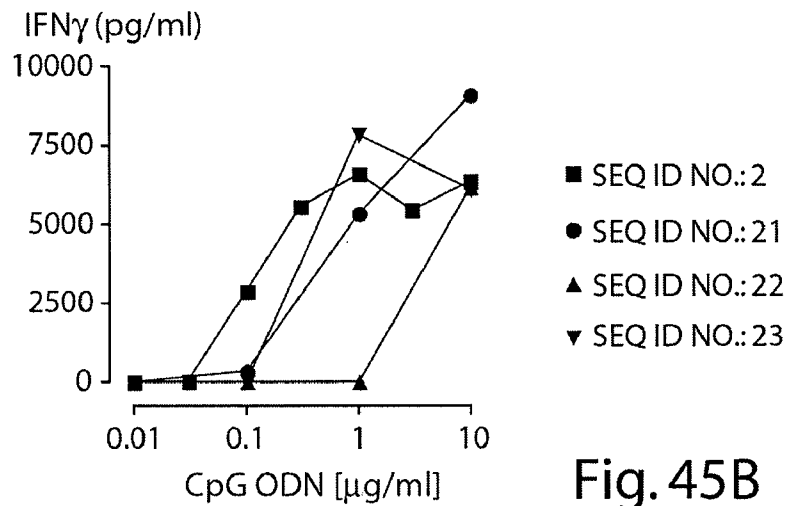 IFNγ (pg/ml)
10000
7500
5000
2500
0
0.01 0.1 1 10
CpG ODN [µg/ml]
SEQ ID NO.: 2
SEQ ID NO.: 21
SEQ ID NO.: 22
SEQ ID NO.: 23
Fig. 45B